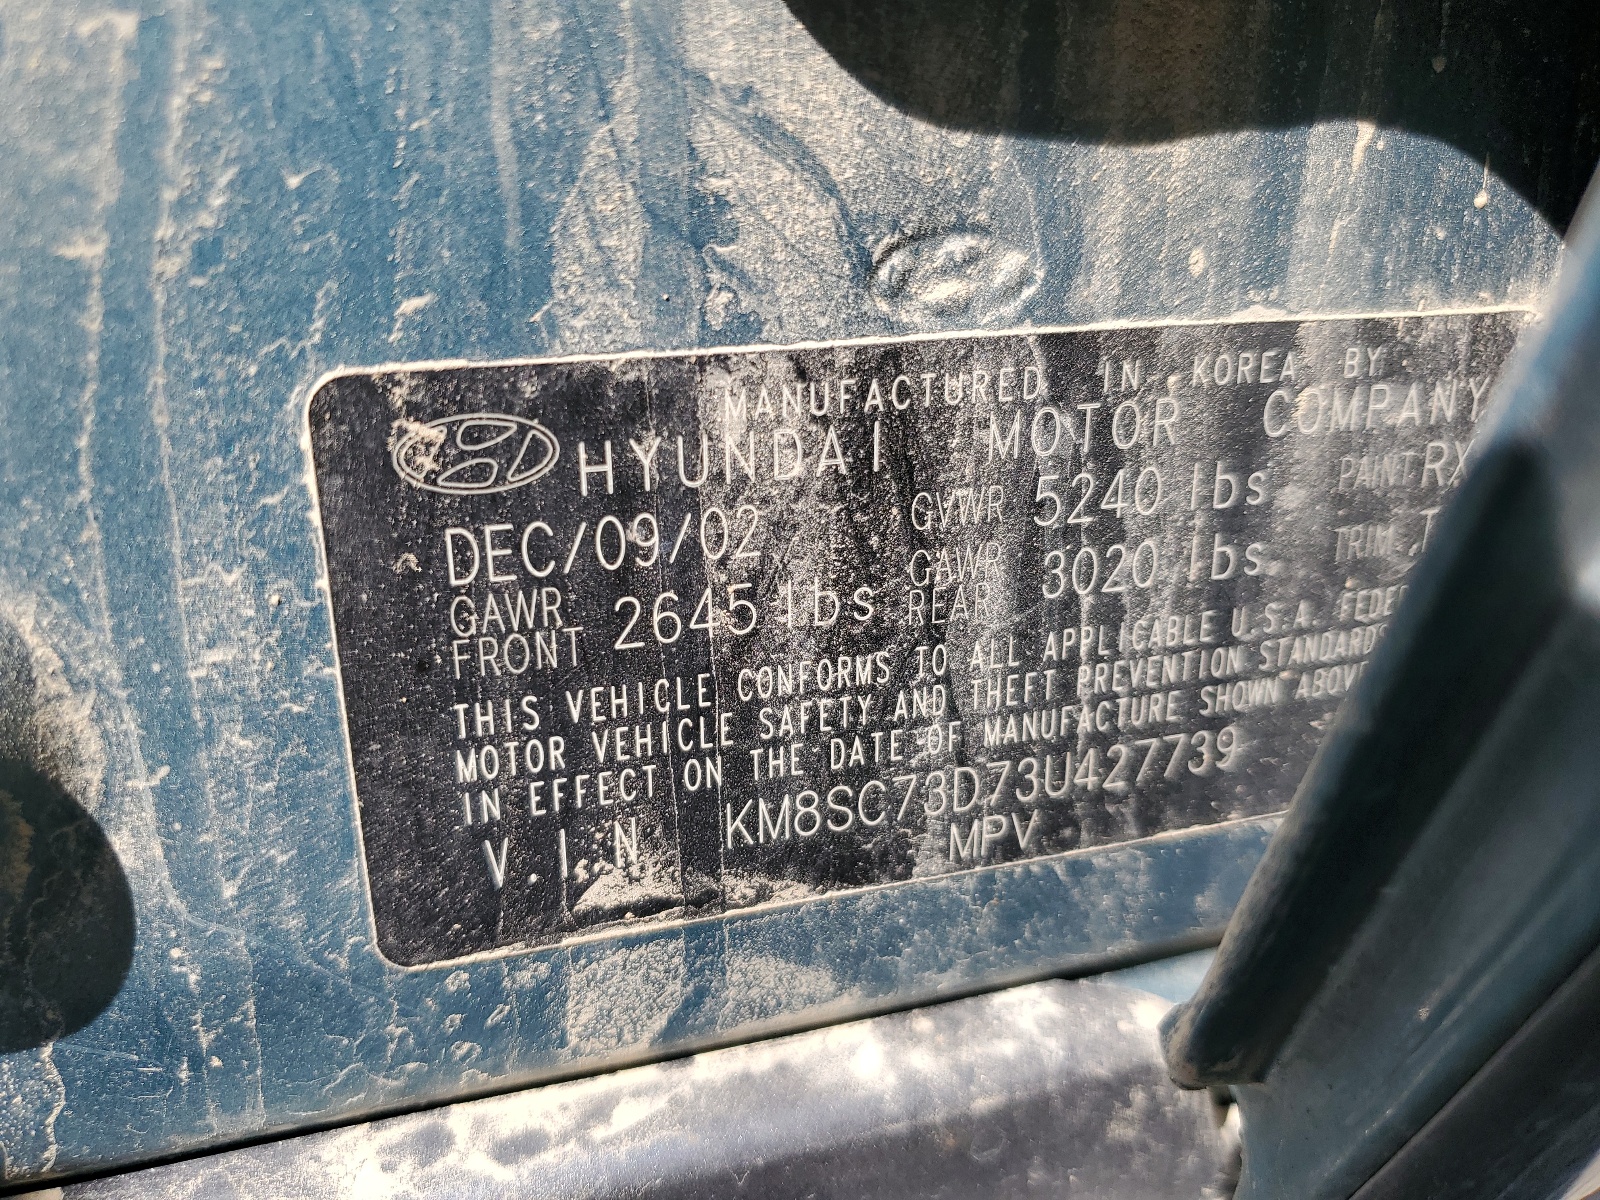 MANUFACTURED IN KOREA BY
HYUNDAI MOTOR COMPANY
DEC/09/02 GVWR 5240 lbs PAINT RX
GAWR FRONT 2645 lbs GAWR REAR 3020 lbs TRIM T
THIS VEHICLE CONFORMS TO ALL APPLICABLE U.S.A. FEDER
MOTOR VEHICLE SAFETY AND THEFT PREVENTION STANDARDS
IN EFFECT ON THE DATE OF MANUFACTURE SHOWN ABOVE
V.I.N KM8SC73D73U427739
MPV